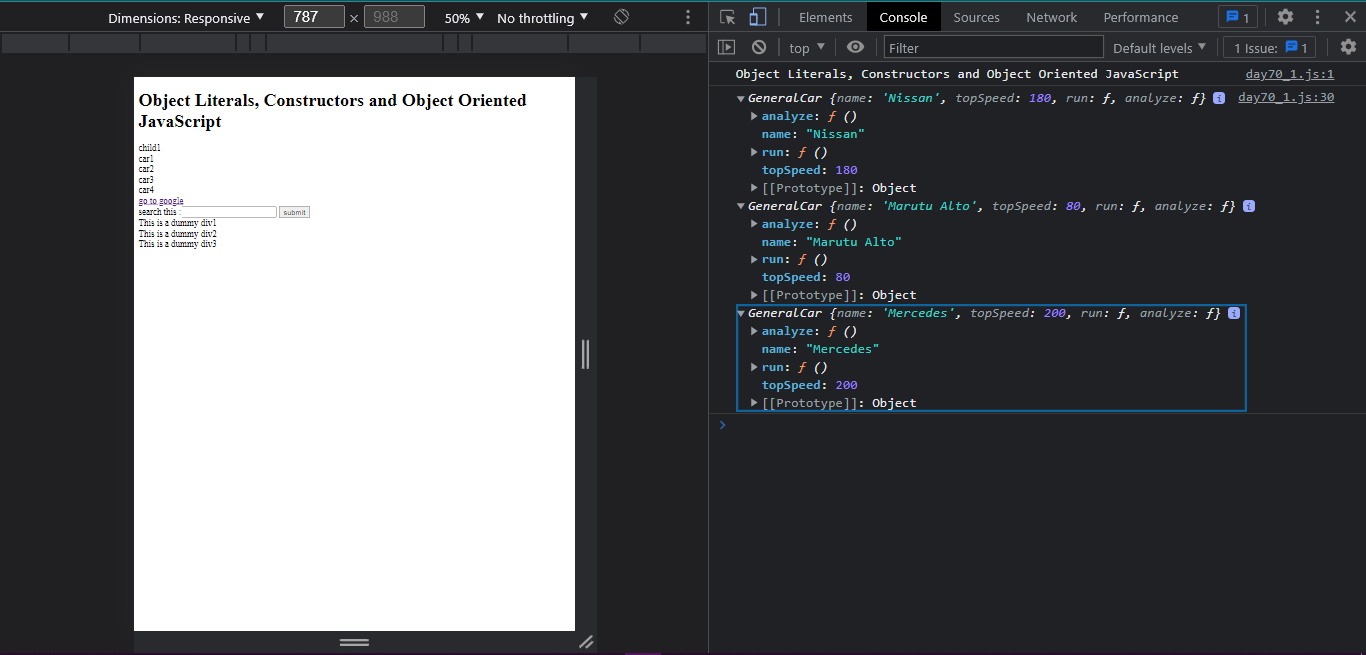 Dimensions: Responsive ▼ 787 × 988 50% ▼ No throttling ▼
Object Literals, Constructors and Object Oriented
JavaScript
child1
car1
car2
car3
car4
go to google
search this : submit
This is a dummy div1
This is a dummy div2
This is a dummy div3
Elements Console Sources Network Performance 1
top ▼ Filter Default levels ▼ 1 Issue: 1
Object Literals, Constructors and Object Oriented JavaScript day70_1.js:1
▼GeneralCar {name: 'Nissan', topSpeed: 180, run: ƒ, analyze: ƒ} i day70_1.js:30
▶analyze: ƒ ()
name: "Nissan"
▶run: ƒ ()
topSpeed: 180
▶[[Prototype]]: Object
▼GeneralCar {name: 'Marutu Alto', topSpeed: 80, run: ƒ, analyze: ƒ} i
▶analyze: ƒ ()
name: "Marutu Alto"
▶run: ƒ ()
topSpeed: 80
▶[[Prototype]]: Object
▼GeneralCar {name: 'Mercedes', topSpeed: 200, run: ƒ, analyze: ƒ} i
▶analyze: ƒ ()
name: "Mercedes"
▶run: ƒ ()
topSpeed: 200
▶[[Prototype]]: Object